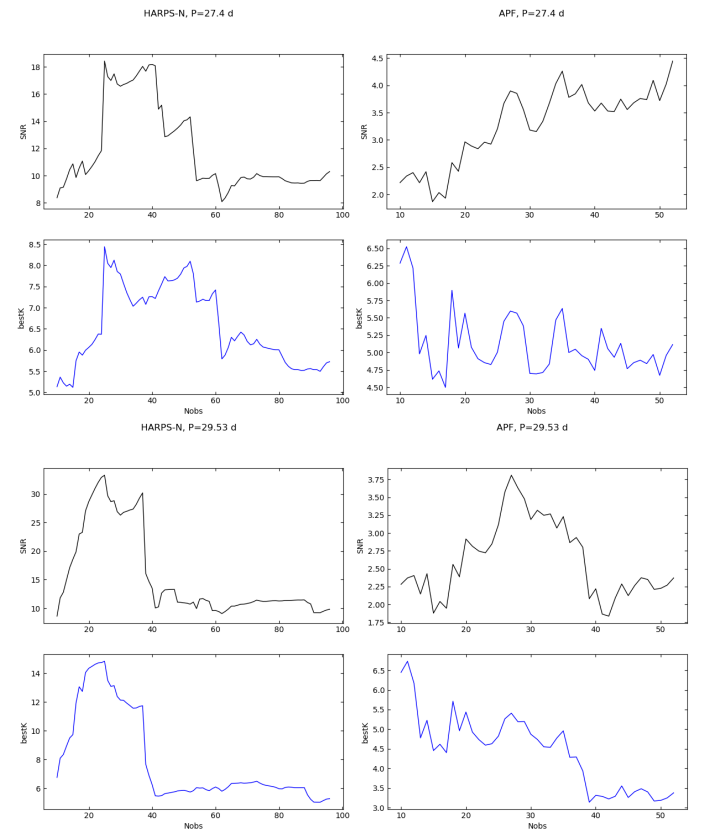 HARPS-N, P=27.4 d
APF, P=27.4 d
18
16
14
12
10
8
SNR
20 40 60 80 100
4.5
4.0
3.5
3.0
2.5
2.0
SNR
10 20 30 40 50
8.5
8.0
7.5
7.0
6.5
6.0
5.5
5.0
bestK
20 40 60 80 100
Nobs
6.50
6.25
6.00
5.75
5.50
5.25
5.00
4.75
4.50
bestK
10 20 30 40 50
Nobs
HARPS-N, P=29.53 d
APF, P=29.53 d
30
25
20
15
10
SNR
20 40 60 80 100
3.75
3.50
3.25
3.00
2.75
2.50
2.25
2.00
1.75
SNR
10 20 30 40 50
14
12
10
8
6
bestK
20 40 60 80 100
Nobs
6.5
6.0
5.5
5.0
4.5
4.0
3.5
3.0
bestK
10 20 30 40 50
Nobs